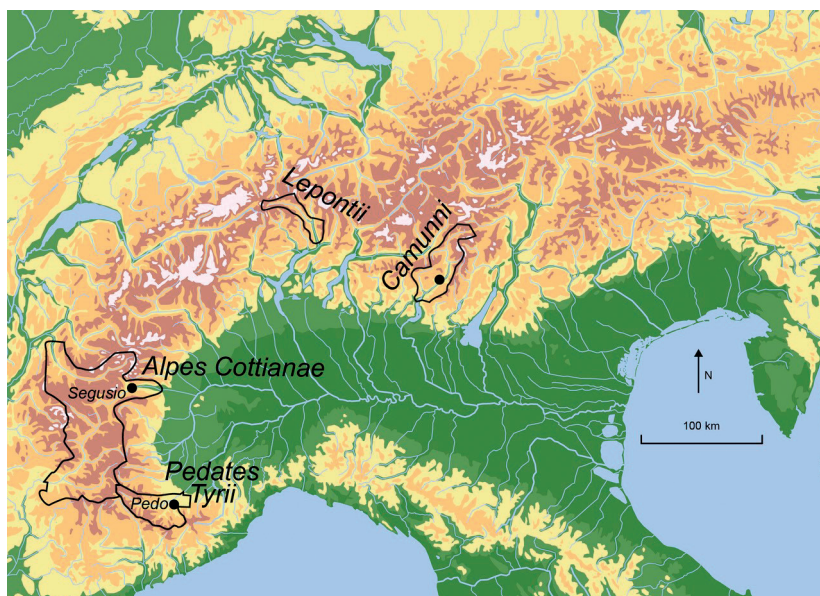 Lepontii
Camunni
Alpes Cottianae
Segusio
N
100 km
Pedates
Tyrii
Pedo